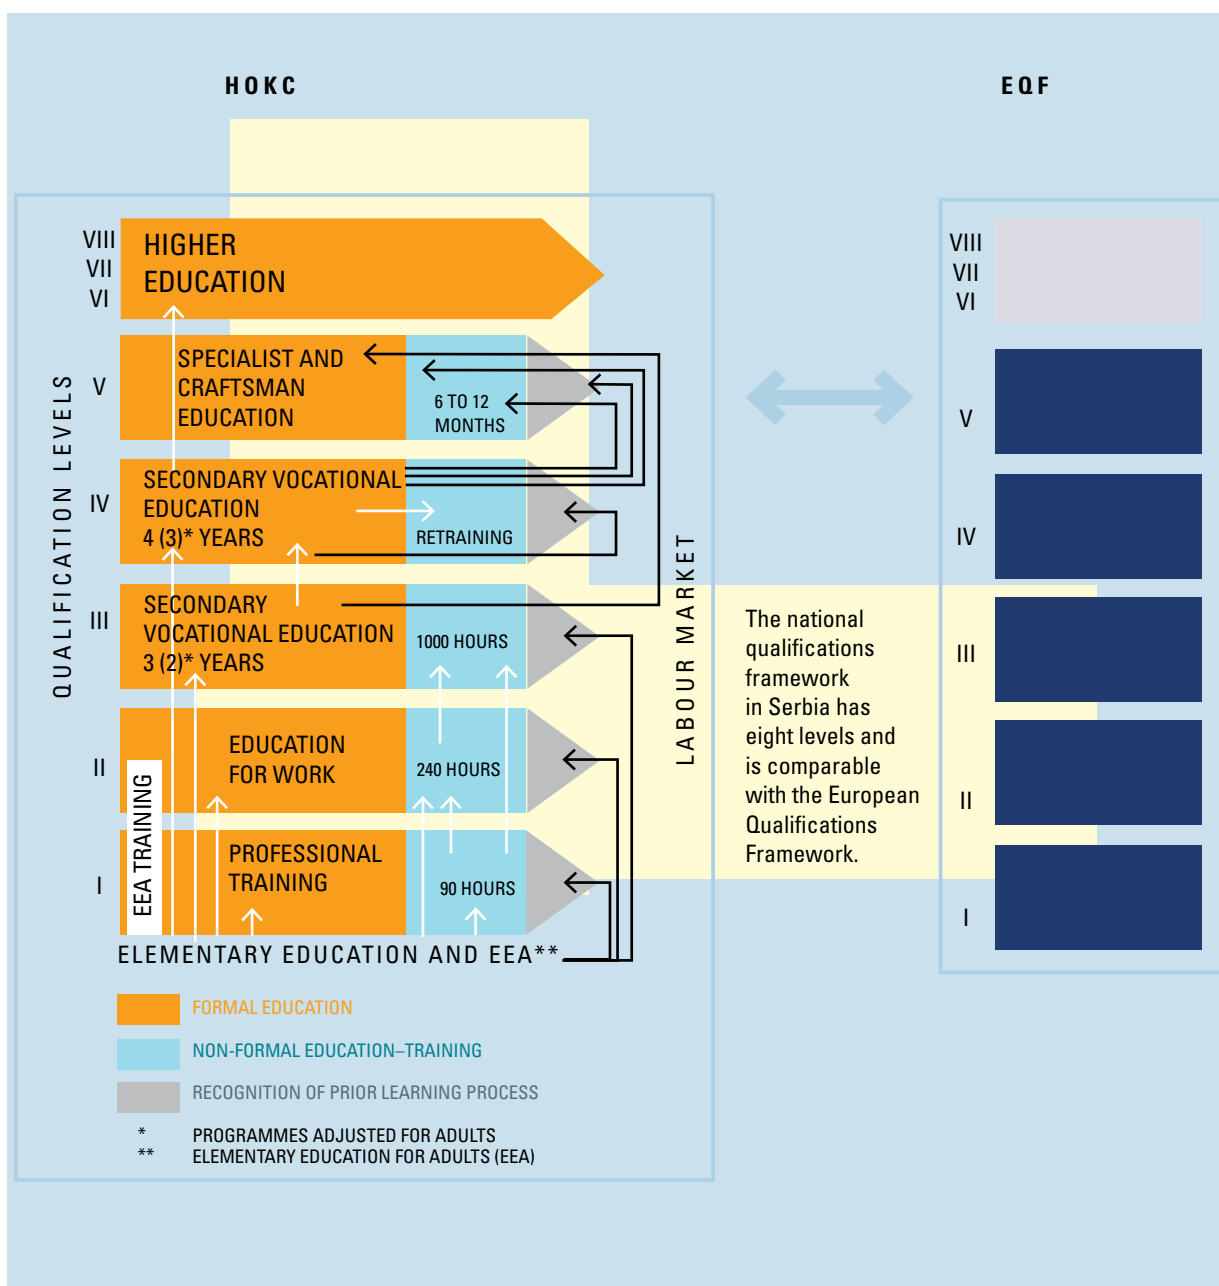 HOKC
EQF
QUALIFICATION LEVELS
VIII
VII
VI
HIGHER
EDUCATION
V
SPECIALIST AND
CRAFTSMAN
EDUCATION
6 TO 12
MONTHS
IV
SECONDARY VOCATIONAL
EDUCATION
4 (3)* YEARS
RETRAINING
III
SECONDARY
VOCATIONAL EDUCATION
3 (2)* YEARS
1000 HOURS
II
EDUCATION
FOR WORK
240 HOURS
EEA TRAINING
I
PROFESSIONAL
TRAINING
90 HOURS
ELEMENTARY EDUCATION AND EEA**
LABOUR MARKET
FORMAL EDUCATION
NON-FORMAL EDUCATION–TRAINING
RECOGNITION OF PRIOR LEARNING PROCESS
* PROGRAMMES ADJUSTED FOR ADULTS
** ELEMENTARY EDUCATION FOR ADULTS (EEA)
The national
qualifications
framework
in Serbia has
eight levels and
is comparable
with the European
Qualifications
Framework.
VIII
VII
VI
V
IV
III
II
I